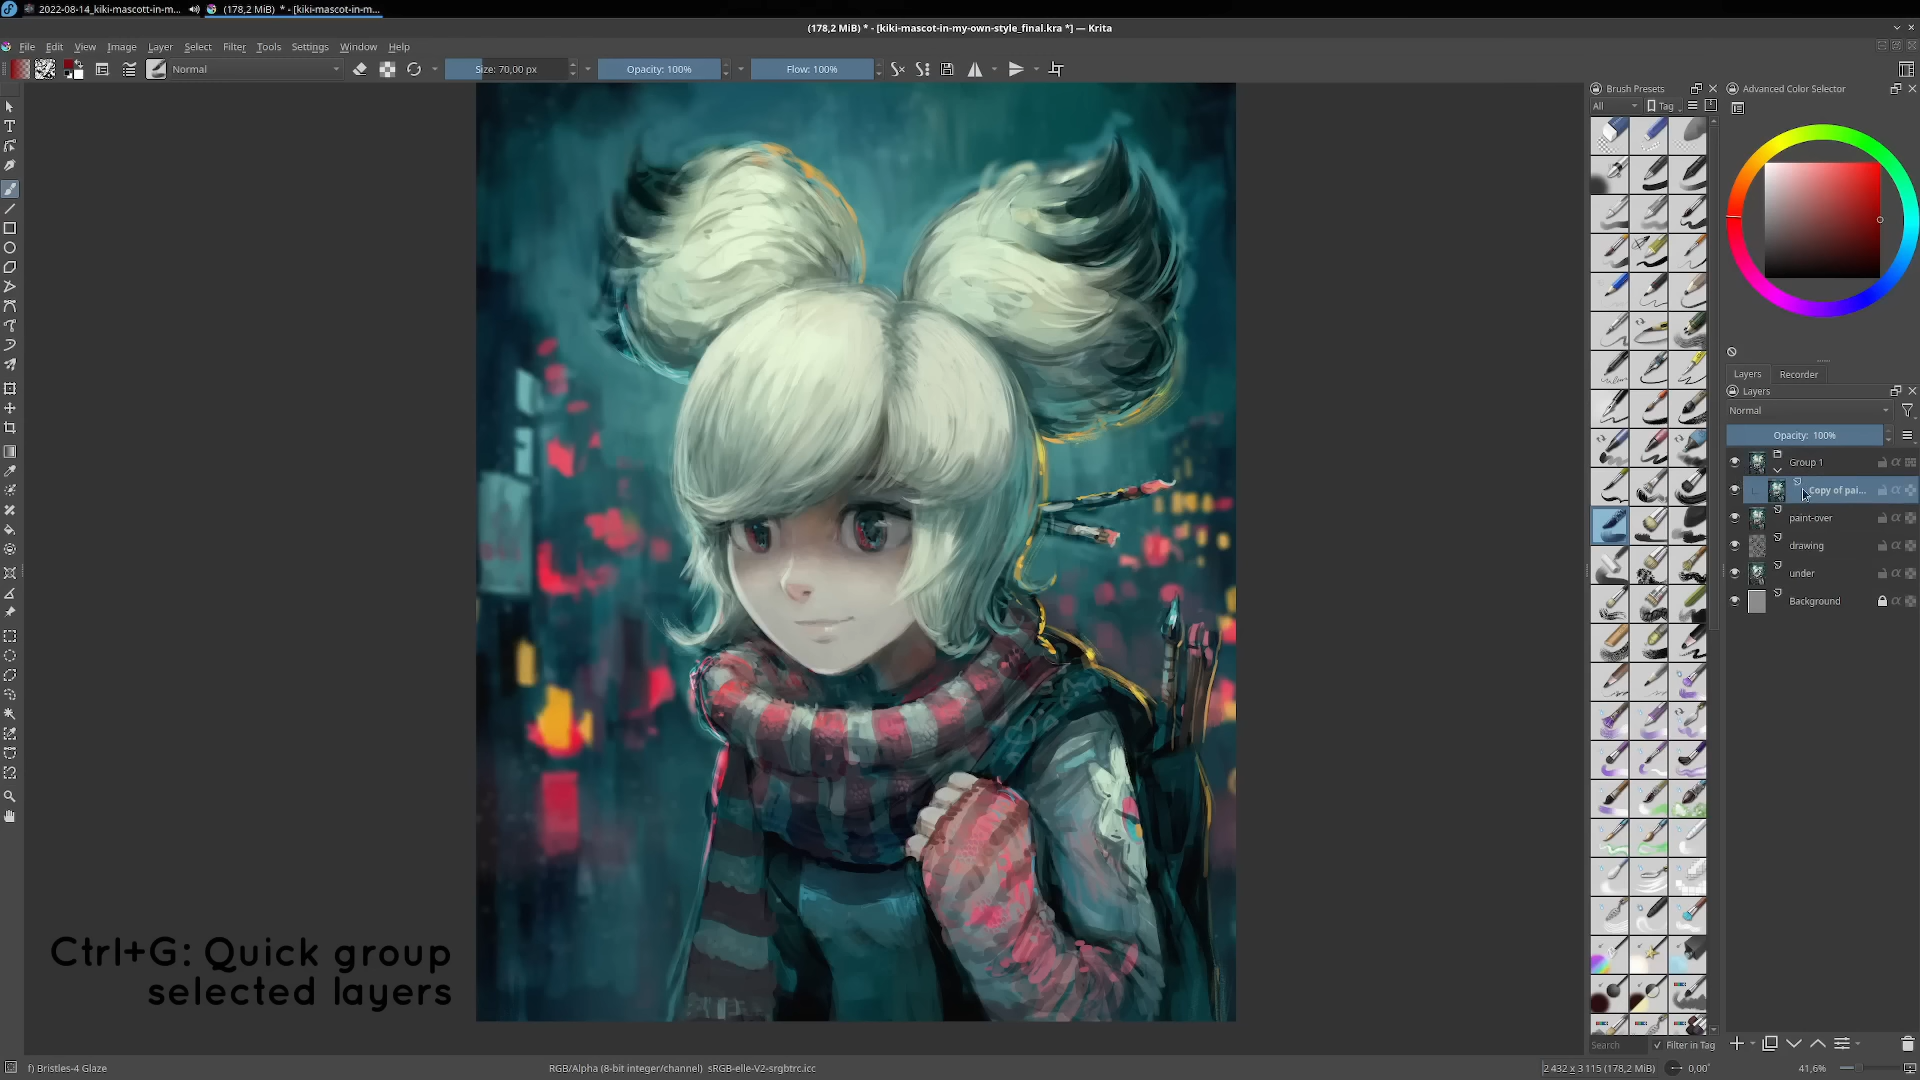 2022-08-14_kiki-mascott-in-m...
(178,2 MiB) * - [kiki-mascot-in-m...
(178,2 MiB) * - [kiki-mascot-in-my-own-style_final.kra *] — Krita
File Edit View Image Layer Select Filter Tools Settings Window Help
Normal
Size: 70,00 px
Opacity: 100%
Flow: 100%
Brush Presets
All
Tag
Advanced Color Selector
Layers Recorder
Layers
Normal
Opacity: 100%
Group 1
Copy of pai...
paint-over
drawing
under
Background
Ctrl+G: Quick group
selected layers
Search
Filter in Tag
f) Bristles-4 Glaze
RGB/Alpha (8-bit integer/channel) sRGB-elle-V2-srgbtrc.icc
2 432 x 3 115 (178,2 MiB)
0,00°
41,6%